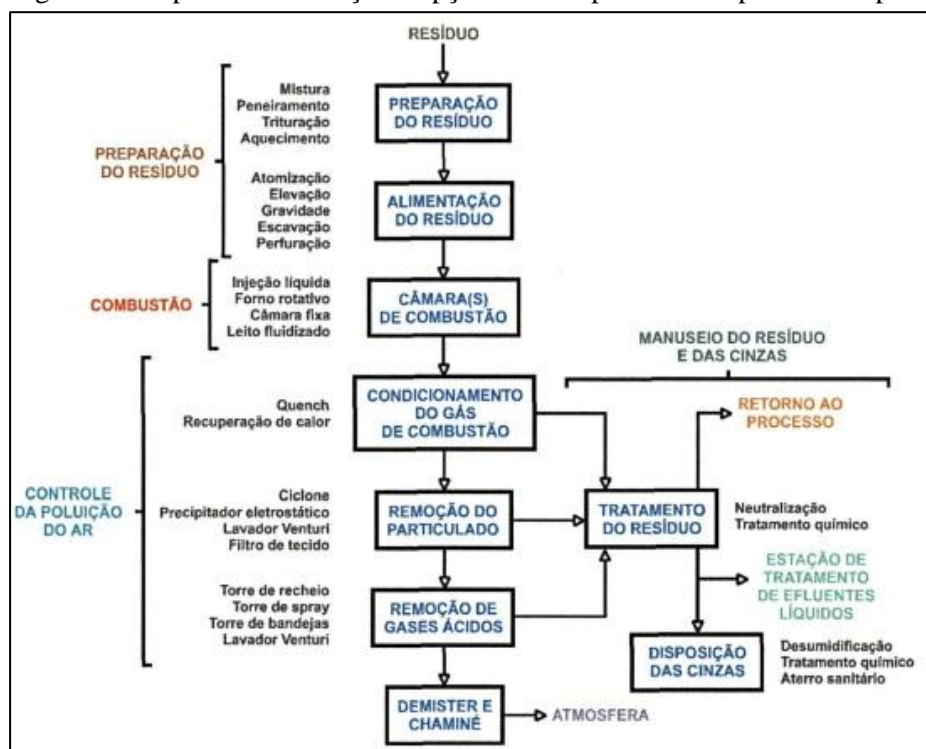 RESÍDUO
Mistura
Peneiramento
Trituração
Aquecimento
PREPARAÇÃO
DO RESÍDUO
PREPARAÇÃO
DO RESÍDUO
Atomização
Elevação
Gravidade
Escavação
Perfuração
ALIMENTAÇÃO
DO RESÍDUO
COMBUSTÃO
Injeção líquida
Forno rotativo
Câmara fixa
Leito fluidizado
CÂMARA(S)
DE COMBUSTÃO
MANUSEIO DO RESÍDUO
E DAS CINZAS
Quench
Recuperação de calor
CONDICIONAMENTO
DO GÁS
DE COMBUSTÃO
RETORNO AO
PROCESSO
CONTROLE
DA POLUIÇÃO
DO AR
Ciclone
Precipitador eletrostático
Lavador Venturi
Filtro de tecido
REMOÇÃO DO
PARTICULADO
TRATAMENTO
DO RESÍDUO
Neutralização
Tratamento químico
ESTAÇÃO DE
TRATAMENTO
DE EFLUENTES
LÍQUIDOS
Torre de recheio
Torre de spray
Torre de bandejas
Lavador Venturi
REMOÇÃO DE
GASES ÁCIDOS
DISPOSIÇÃO
DAS CINZAS
Desumidificação
Tratamento químico
Aterro sanitário
DEMISTER E
CHAMINÉ
ATMOSFERA